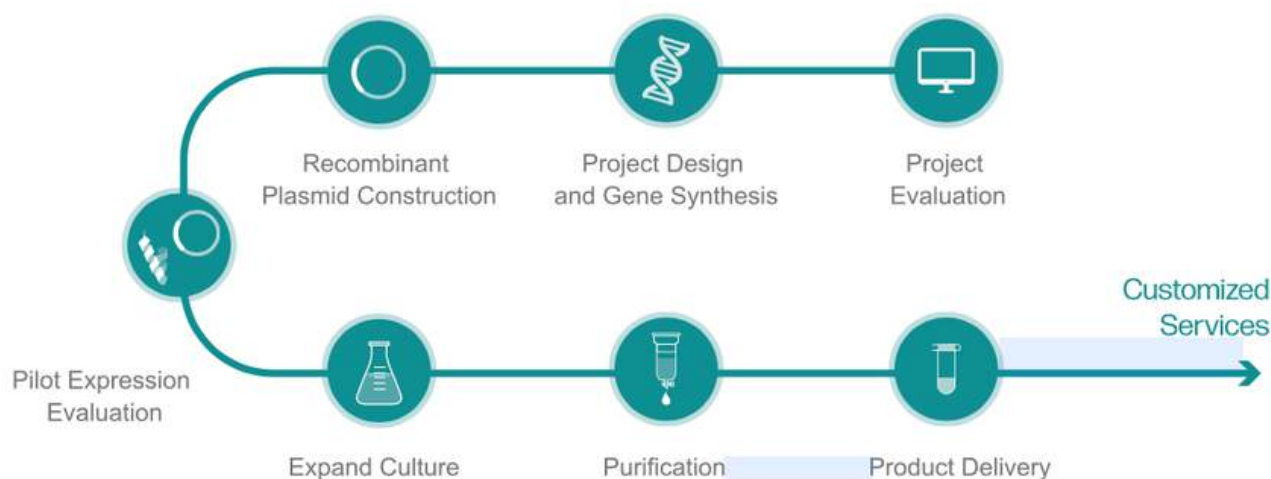 Recombinant
Plasmid Construction
Project Design
and Gene Synthesis
Project
Evaluation
Customized
Services
Pilot Expression
Evaluation
Expand Culture
Purification
Product Delivery